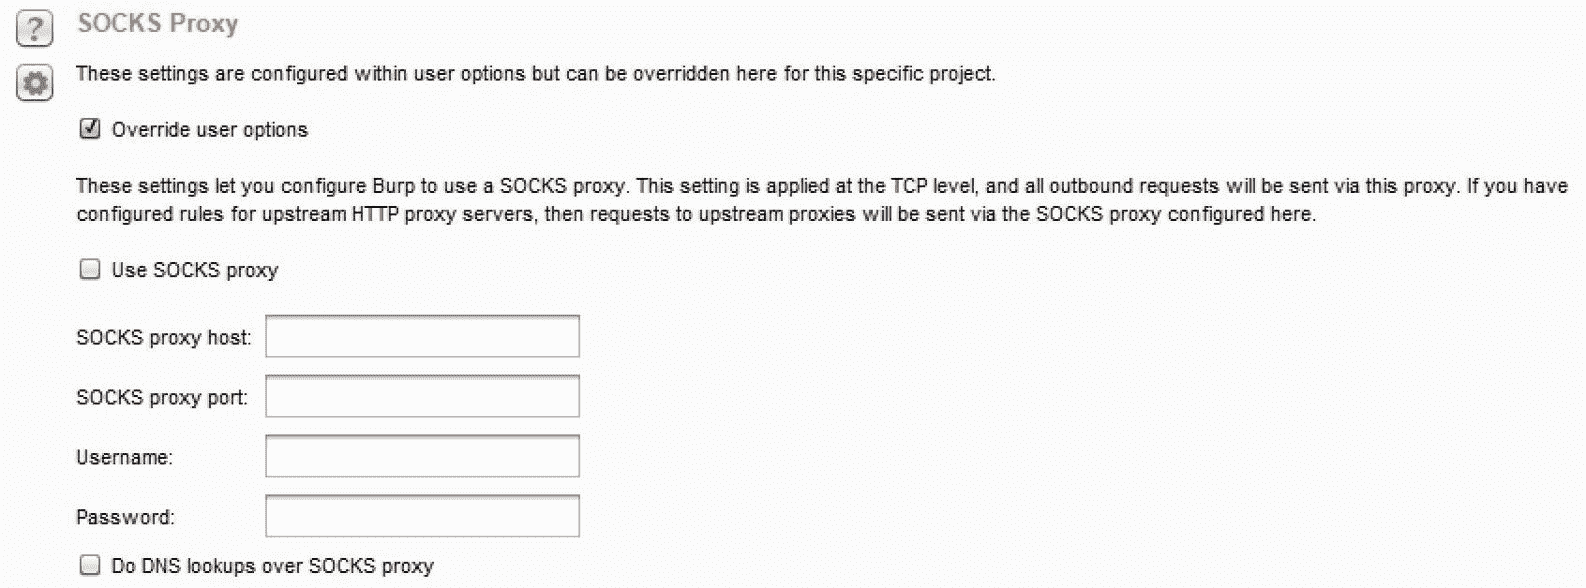 SOCKS Proxy
These settings are configured within user options but can be overridden here for this specific project.
Override user options
These settings let you configure Burp to use a SOCKS proxy. This setting is applied at the TCP level, and all outbound requests will be sent via this proxy. If you have
configured rules for upstream HTTP proxy servers, then requests to upstream proxies will be sent via the SOCKS proxy configured here.
Use SOCKS proxy
SOCKS proxy host:
SOCKS proxy port:
Username:
Password:
Do DNS lookups over SOCKS proxy